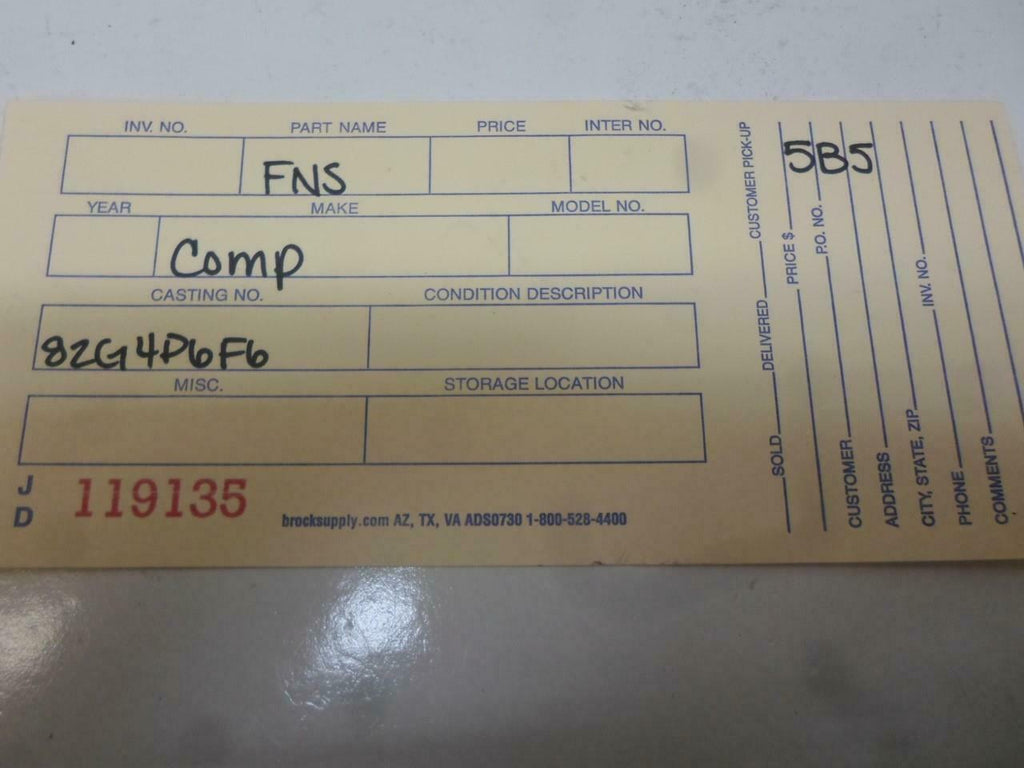 INV. NO. PART NAME PRICE INTER NO.
FNS
YEAR MAKE MODEL NO.
Comp
CASTING NO. CONDITION DESCRIPTION
82G4P6F6
MISC. STORAGE LOCATION
JD 119135
brocksupply.com AZ, TX, VA ADS0730 1-800-528-4400
SOLD DELIVERED CUSTOMER PICK-UP
PRICE $
P.O. NO.
CUSTOMER
ADDRESS
CITY, STATE, ZIP
INV. NO.
PHONE
COMMENTS
5B5